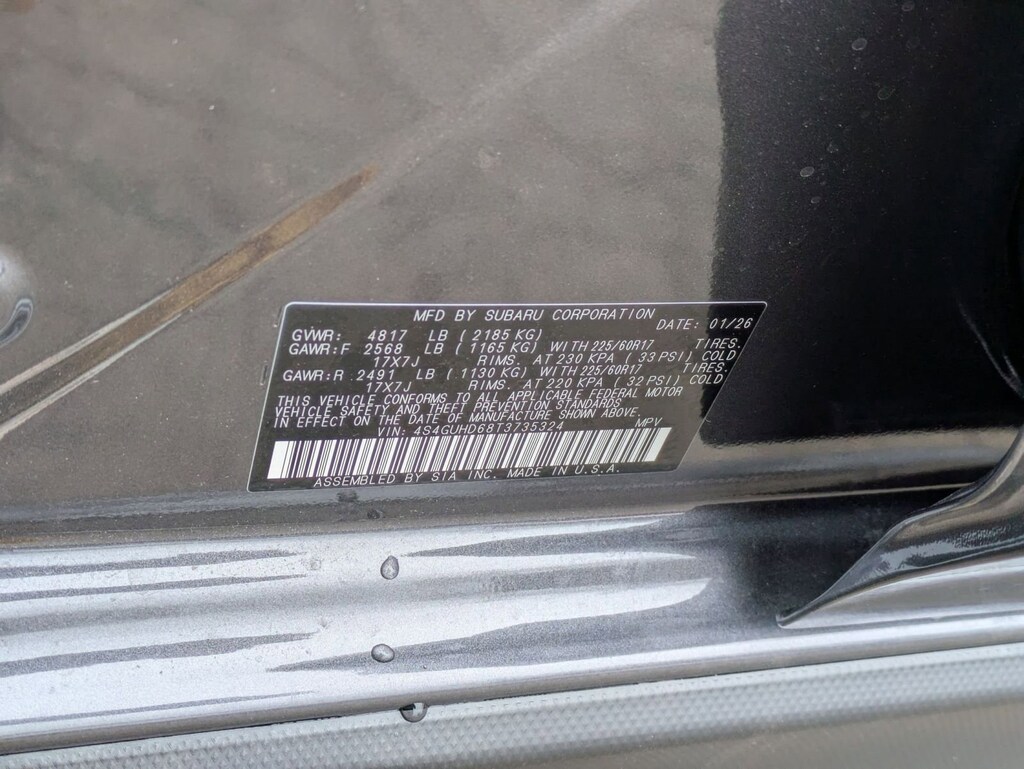 MFD BY SUBARU CORPORATION
DATE: 01/26
GVWR: 4817 LB ( 2185 KG)
GAWR:F 2568 LB ( 1165 KG) WITH 225/60R17 TIRES.
17X7J RIMS. AT 230 KPA ( 33 PSI) COLD
GAWR:R 2491 LB ( 1130 KG) WITH 225/60R17 TIRES.
17X7J RIMS. AT 220 KPA ( 32 PSI) COLD
THIS VEHICLE CONFORMS TO ALL APPLICABLE FEDERAL MOTOR
VEHICLE SAFETY AND THEFT PREVENTION STANDARDS
IN EFFECT ON THE DATE OF MANUFACTURE SHOWN ABOVE.
VIN: 4S4GUHD68T3735324 MPV
ASSEMBLED BY SIA INC. MADE IN U.S.A.